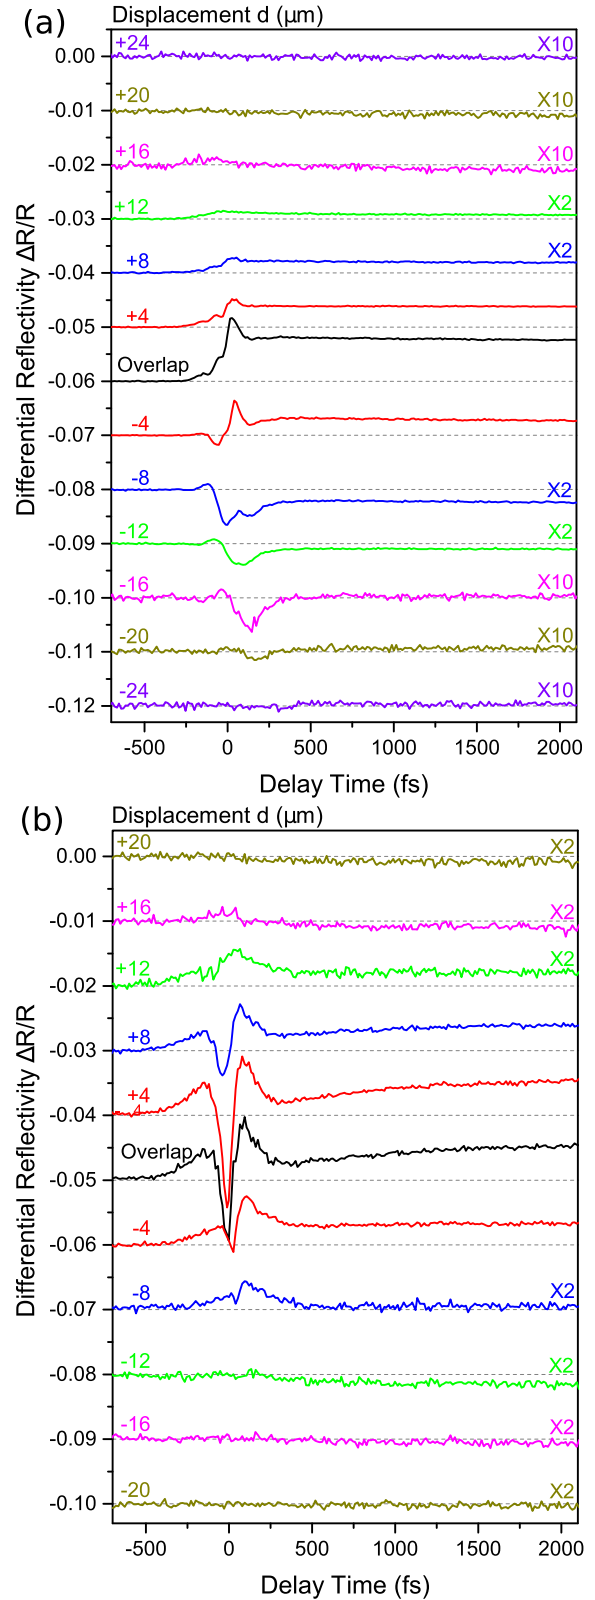 (a) Displacement d (µm)
Differential Reflectivity ΔR/R
0.00
-0.01
-0.02
-0.03
-0.04
-0.05
-0.06
-0.07
-0.08
-0.09
-0.10
-0.11
-0.12
+24 X10
+20 X10
+16 X10
+12 X2
+8 X2
+4
Overlap
-4
-8 X2
-12 X2
-16 X10
-20 X10
-24 X10
-500 0 500 1000 1500 2000
Delay Time (fs)
(b) Displacement d (µm)
Differential Reflectivity ΔR/R
0.00
-0.01
-0.02
-0.03
-0.04
-0.05
-0.06
-0.07
-0.08
-0.09
-0.10
+20 X2
+16 X2
+12 X2
+8 X2
+4
-4
Overlap
-4
-8 X2
-12 X2
-16 X2
-20 X2
-500 0 500 1000 1500 2000
Delay Time (fs)